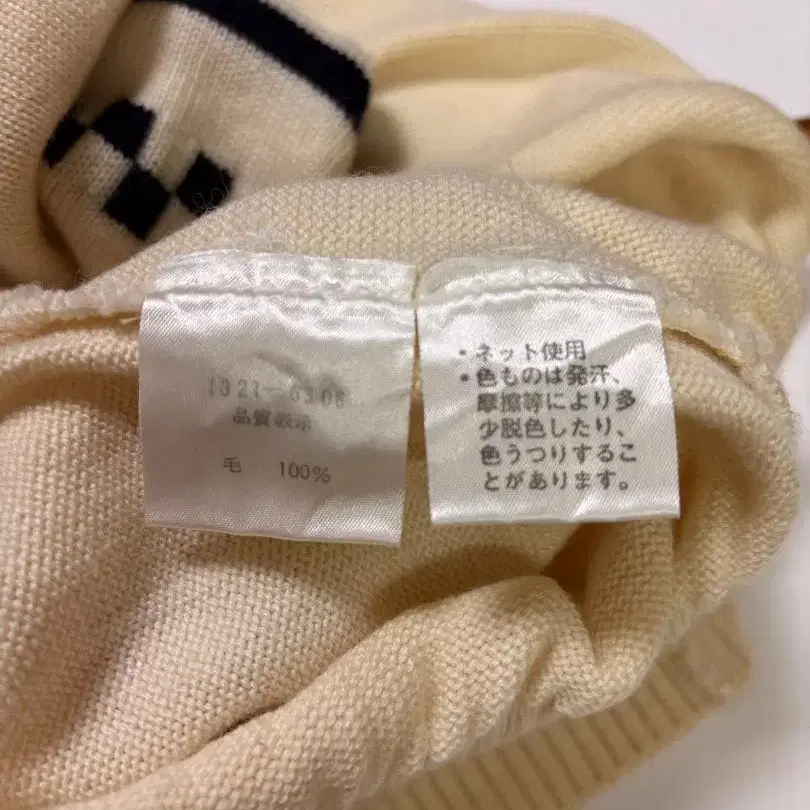 1321-6306
品質表示
毛 100%
・ネット使用
・色ものは発汗、
摩擦等により多
少脱色したり、
色うつりするこ
とがあります。